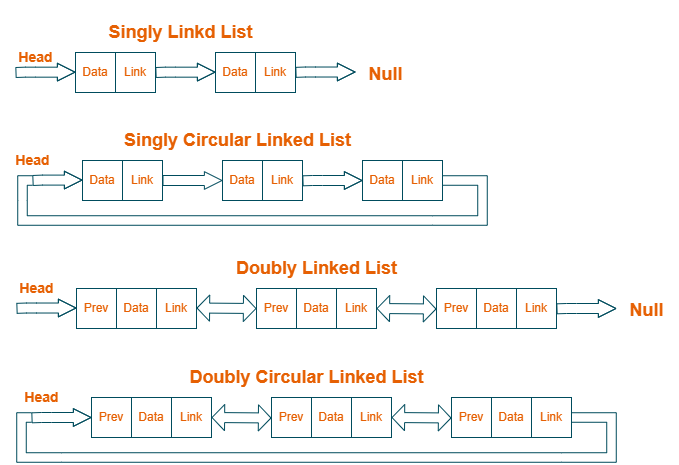 Singly Linkd List
Head
Data Link Data Link Null
Singly Circular Linked List
Head
Data Link Data Link Data Link
Doubly Linked List
Head
Prev Data Link Prev Data Link Prev Data Link Null
Doubly Circular Linked List
Head
Prev Data Link Prev Data Link Prev Data Link